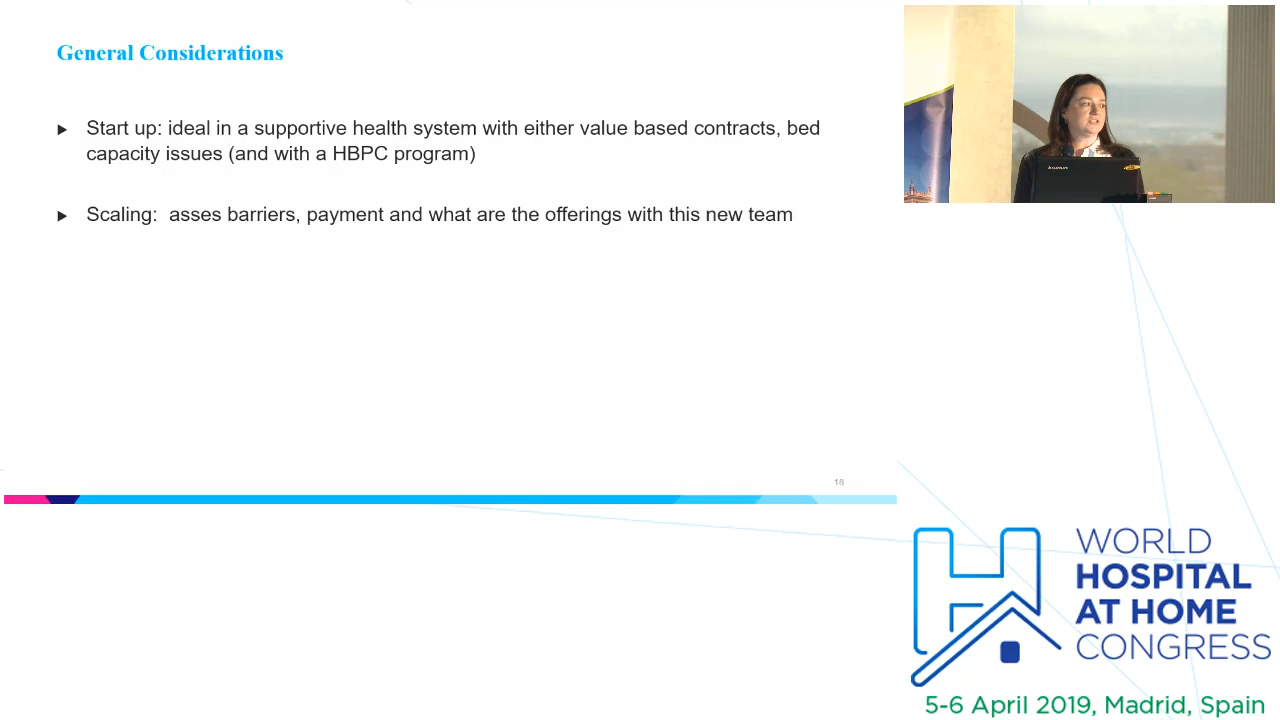 General Considerations
Start up: ideal in a supportive health system with either value based contracts, bed
capacity issues (and with a HBPC program)
Scaling: asses barriers, payment and what are the offerings with this new team
18
WORLD
HOSPITAL
AT HOME
CONGRESS
5-6 April 2019, Madrid, Spain